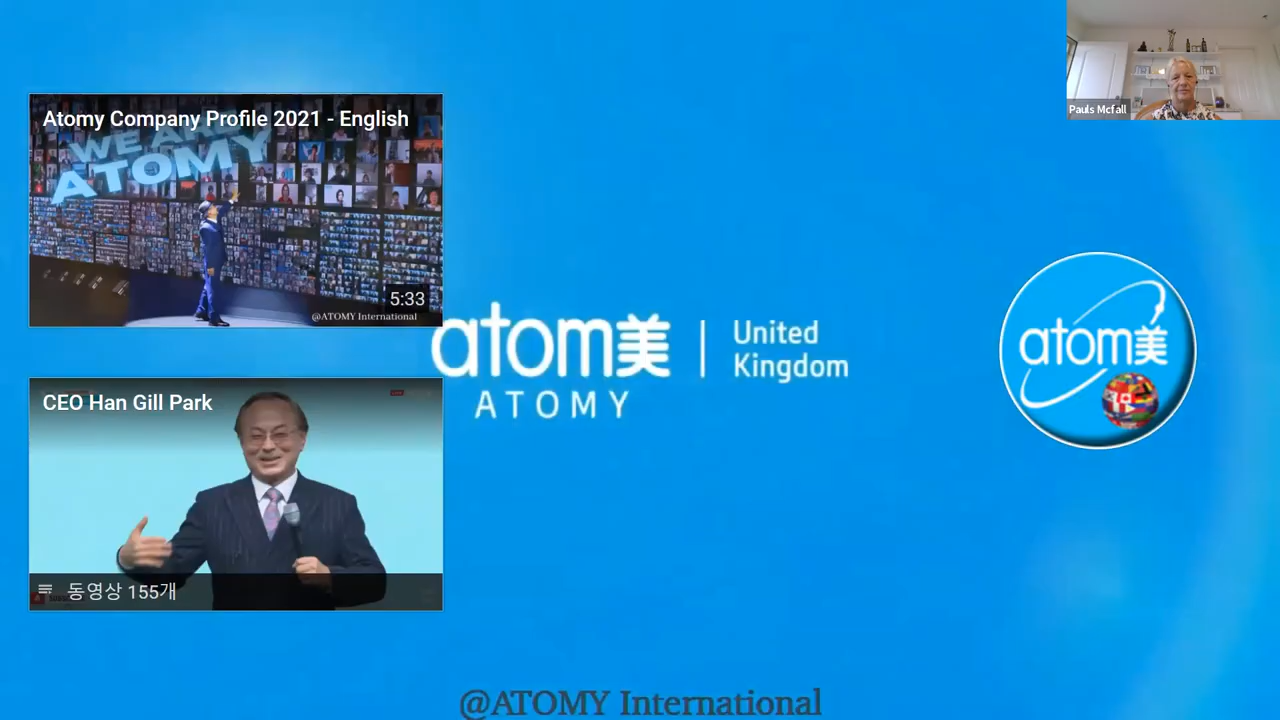 Pauls Mcfall
Atomy Company Profile 2021 - English
WE ARE
ATOMY
5:33
@ATOMY International
atom美
ATOMY
United
Kingdom
atom美
CEO Han Gill Park
동영상 155개
@ATOMY International